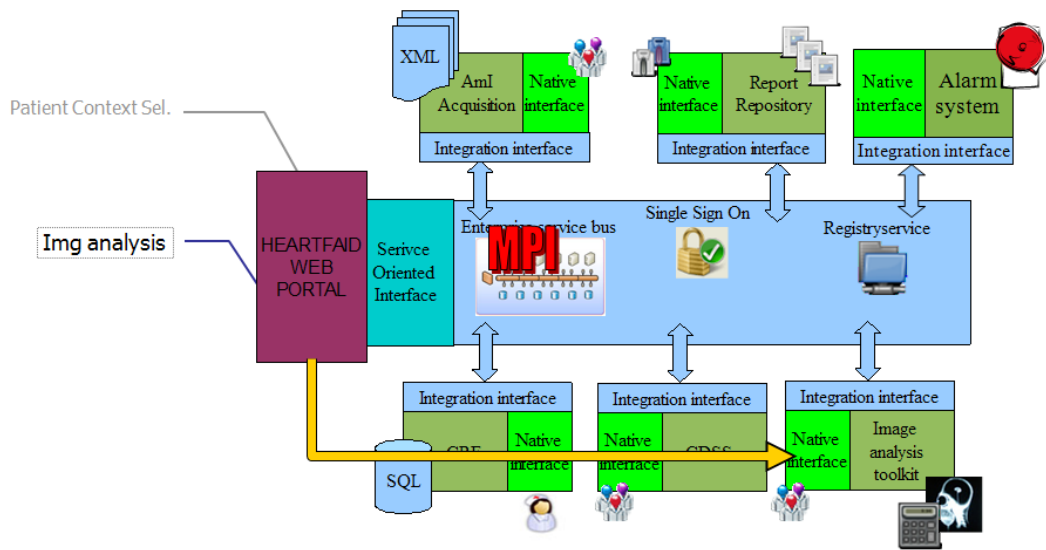 XML
AmI
Acquisition
Native
interface
Integration interface
Native
interface
Report
Repository
Integration interface
Native
interface
Alarm
system
Integration interface
Patient Context Sel.
Img analysis
HEARTFAID
WEB
PORTAL
Serivce
Oriented
Interface
service bus
MPI
Single Sign On
Registryservice
Integration interface
SQL
Native
interface
Integration interface
Native
interface
CDSS
Integration interface
Native
interface
Image
analysis
toolkit